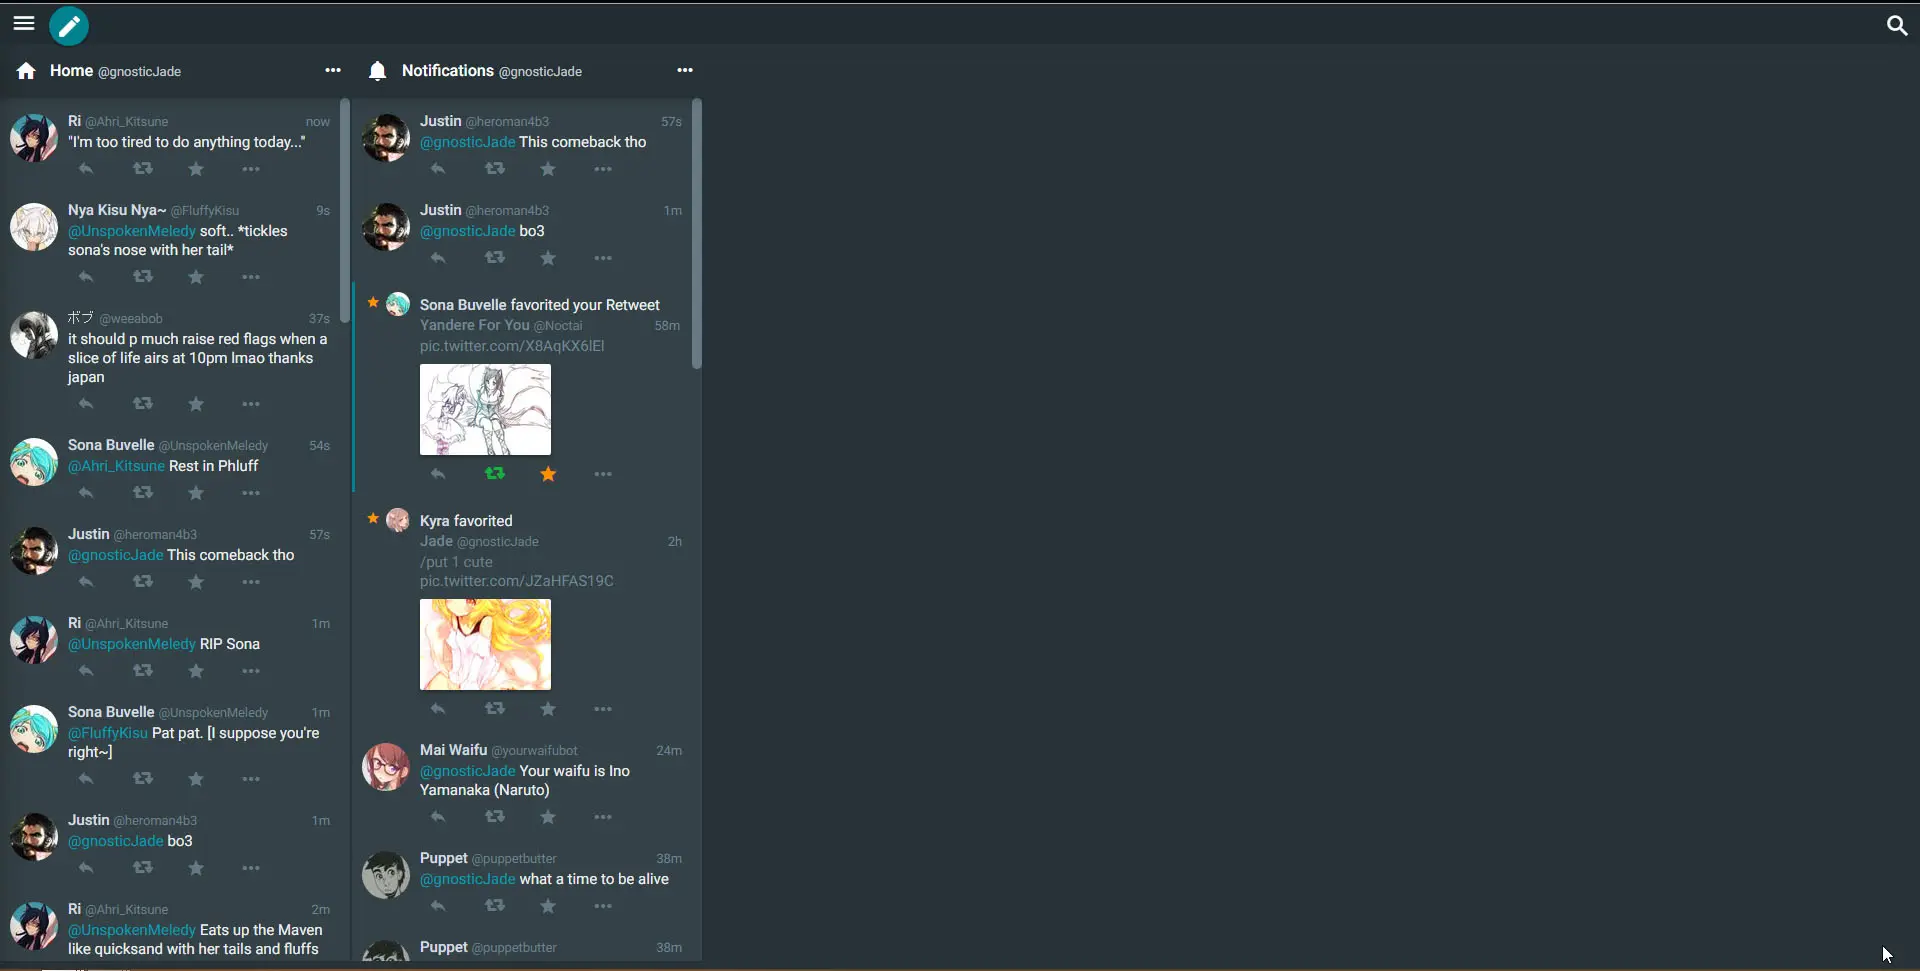 Home @gnosticJade
Ri @Ahri_Kitsune now
"I'm too tired to do anything today..."
Nya Kisu Nya~ @FluffyKisu 9s
@UnspokenMeledy soft.. *tickles
sona's nose with her tail*
ボブ @weeabob 37s
it should p much raise red flags when a
slice of life airs at 10pm lmao thanks
japan
Sona Buvelle @UnspokenMeledy 54s
@Ahri_Kitsune Rest in Phluff
Justin @heroman4b3 57s
@gnosticJade This comeback tho
Ri @Ahri_Kitsune 1m
@UnspokenMeledy RIP Sona
Sona Buvelle @UnspokenMeledy 1m
@FluffyKisu Pat pat. [I suppose you're
right~]
Justin @heroman4b3 1m
@gnosticJade bo3
Ri @Ahri_Kitsune 2m
@UnspokenMeledy Eats up the Maven
like quicksand with her tails and fluffs
Notifications @gnosticJade
Justin @heroman4b3 57s
@gnosticJade This comeback tho
Justin @heroman4b3 1m
@gnosticJade bo3
Sona Buvelle favorited your Retweet
Yandere For You @Noctai 58m
pic.twitter.com/X8AqKX6lEl
Kyra favorited
Jade @gnosticJade 2h
/put 1 cute
pic.twitter.com/JZaHFAS19C
Mai Waifu @yourwaifubot 24m
@gnosticJade Your waifu is Ino
Yamanaka (Naruto)
Puppet @puppetbutter 38m
@gnosticJade what a time to be alive
Puppet @puppetbutter 38m